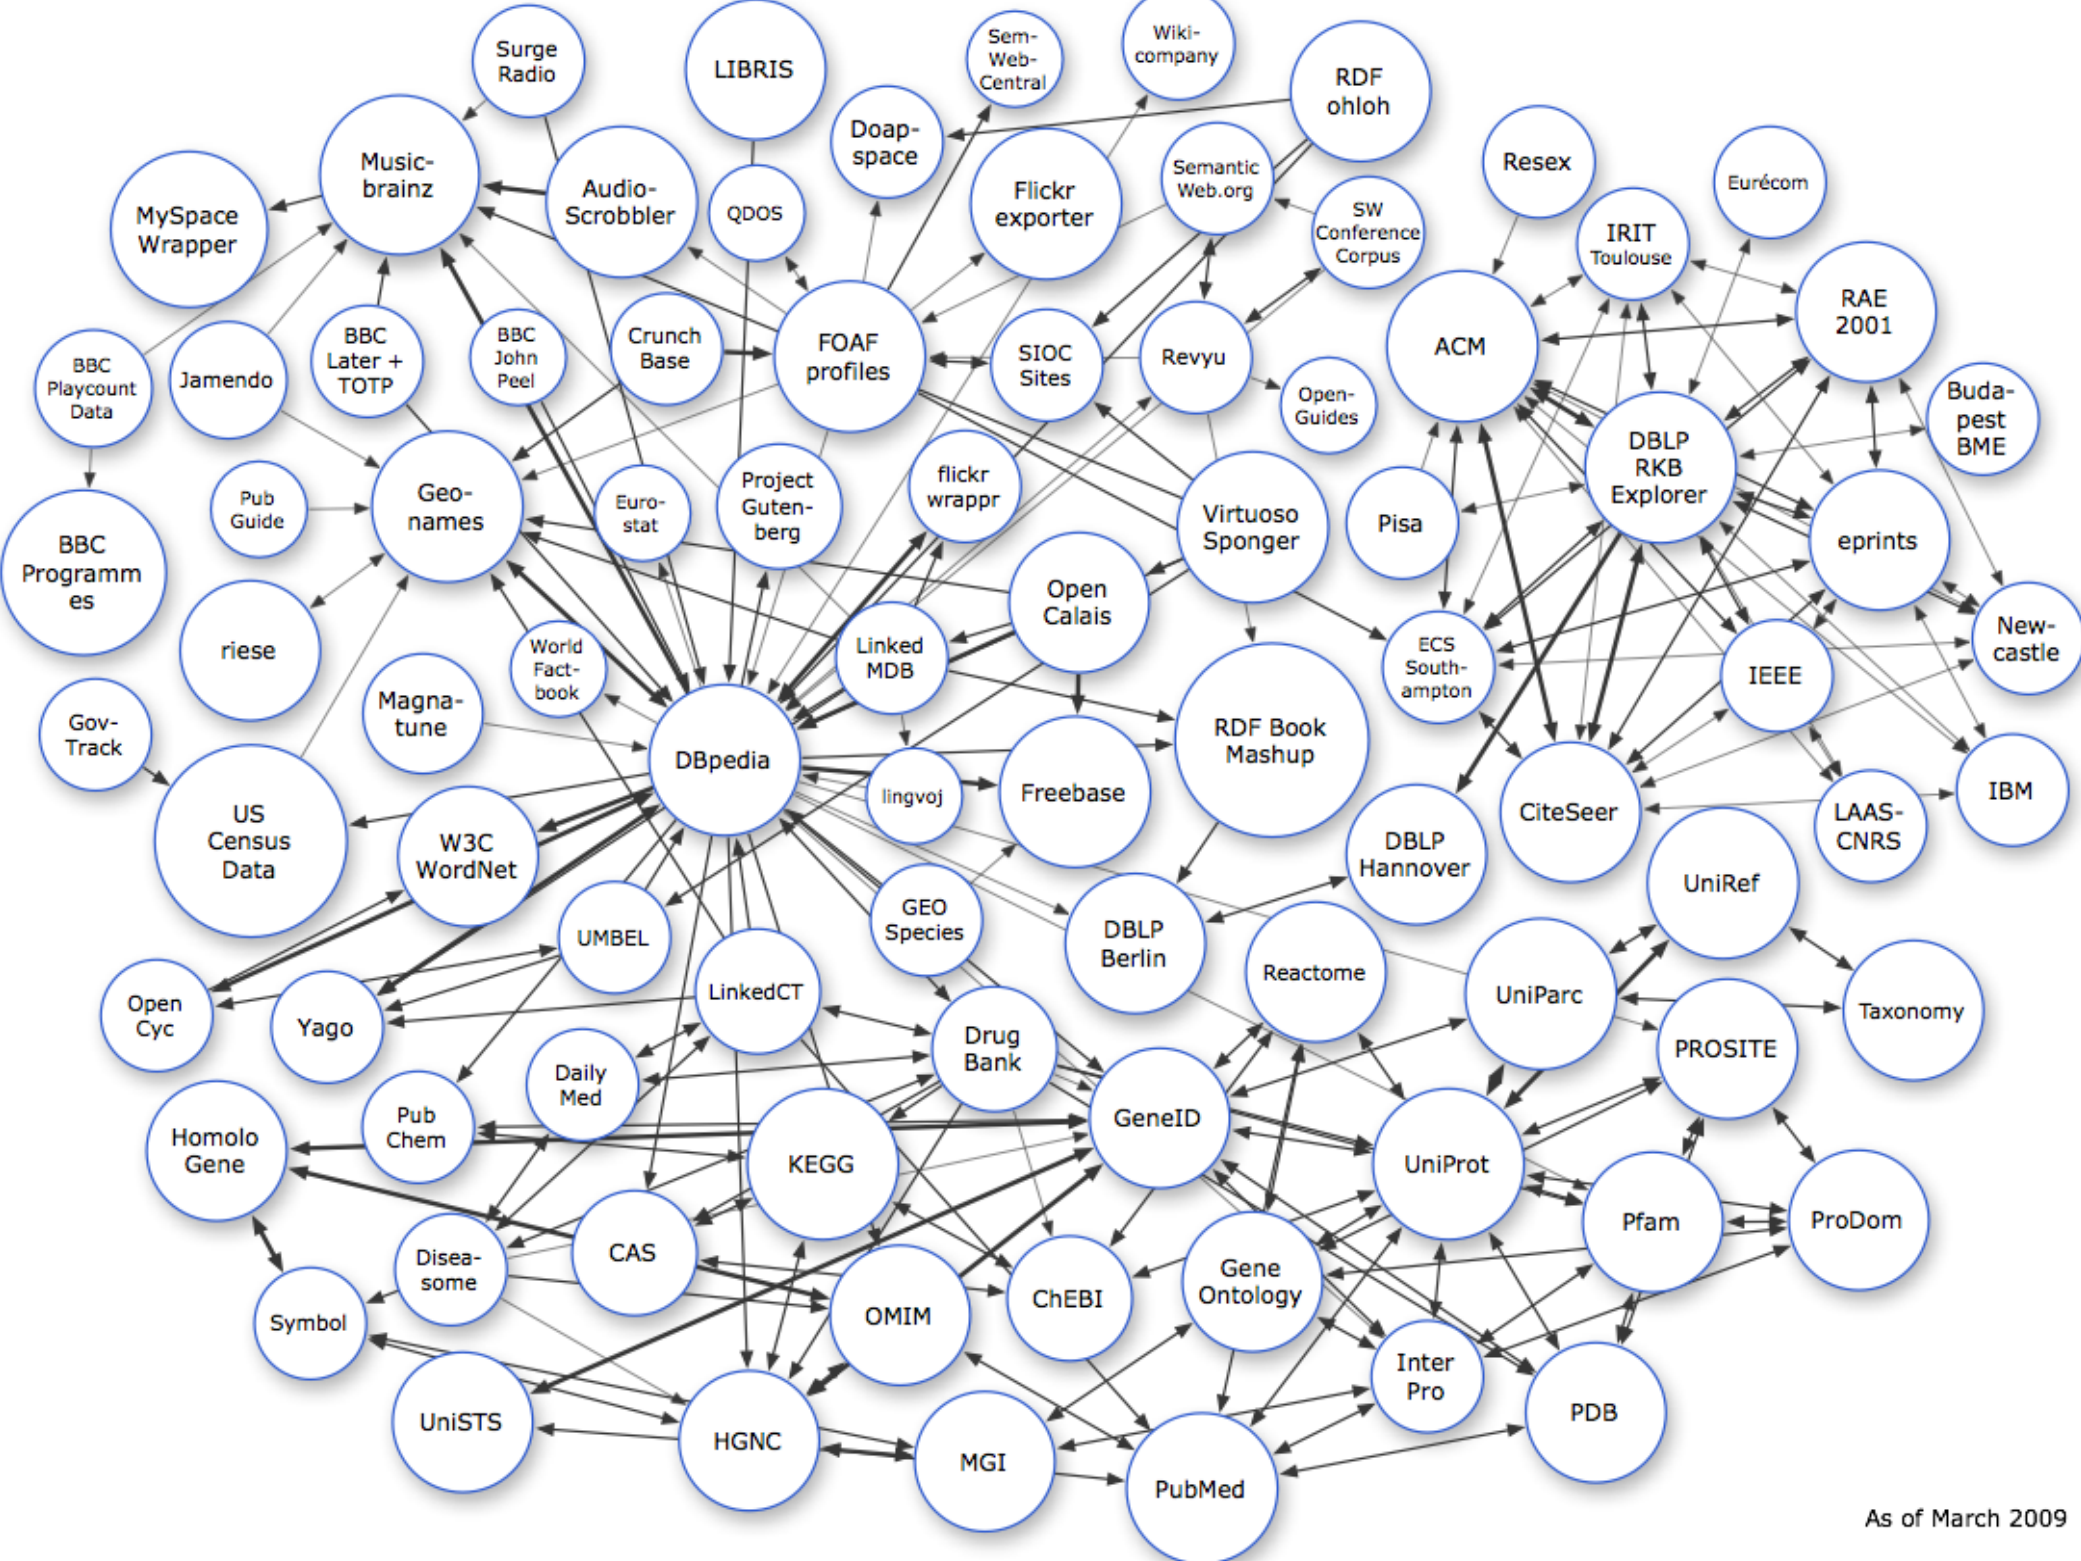 Surge
Radio
LIBRIS
Sem-
Web-
Central
Wiki-
company
RDF
ohloh
Doap-
space
Music-
brainz
MySpace
Wrapper
Audio-
Scrobbler
QDOS
Flickr
exporter
Semantic
Web.org
SW
Conference
Corpus
Resex
Eurécom
IRIT
Toulouse
RAE
2001
ACM
BBC
Playcount
Data
Jamendo
BBC
Later +
TOTP
BBC
John
Peel
Crunch
Base
FOAF
profiles
SIOC
Sites
Revyu
Open-
Guides
Buda-
pest
BME
DBLP
RKB
Explorer
Pub
Guide
Geo-
names
Euro-
stat
Project
Guten-
berg
flickr
wrappr
Virtuoso
Sponger
Pisa
eprints
BBC
Programm
es
riese
World
Fact-
book
Linked
MDB
Open
Calais
ECS
South-
ampton
IEEE
New-
castle
Gov-
Track
Magna-
tune
DBpedia
RDF Book
Mashup
US
Census
Data
W3C
WordNet
lingvoj
Freebase
DBLP
Hannover
CiteSeer
LAAS-
CNRS
IBM
UMBEL
GEO
Species
DBLP
Berlin
Reactome
UniRef
UniParc
Taxonomy
Open
Cyc
Yago
LinkedCT
Drug
Bank
PROSITE
Daily
Med
Pub
Chem
Homolo
Gene
KEGG
GeneID
UniProt
Pfam
ProDom
Disea-
some
CAS
Symbol
OMIM
ChEBI
Gene
Ontology
Inter
Pro
UniSTS
HGNC
MGI
PubMed
PDB
As of March 2009